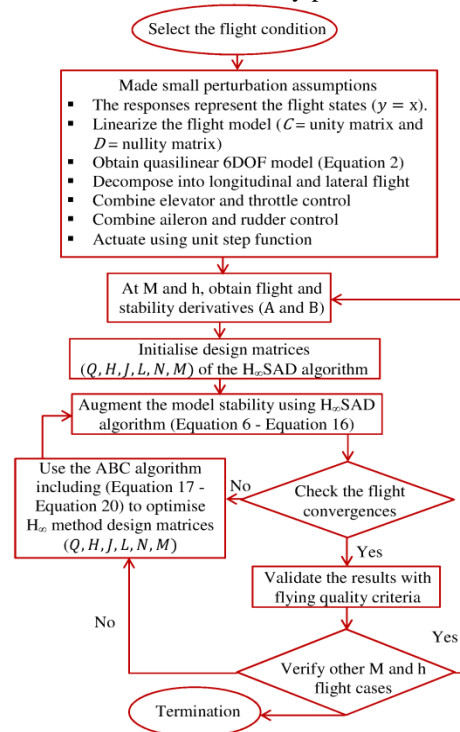 Select the flight condition
Made small perturbation assumptions
▪ The responses represent the flight states (y = x).
▪ Linearize the flight model (C = unity matrix and
D = nullity matrix)
▪ Obtain quasilinear 6DOF model (Equation 2)
▪ Decompose into longitudinal and lateral flight
▪ Combine elevator and throttle control
▪ Combine aileron and rudder control
▪ Actuate using unit step function
At M and h, obtain flight and
stability derivatives (A and B)
Initialise design matrices
(Q, H, J, L, N, M) of the H∞SAD algorithm
Augment the model stability using H∞SAD
algorithm (Equation 6 - Equation 16)
Use the ABC algorithm
including (Equation 17 -
Equation 20) to optimise
H∞ method design matrices
(Q, H, J, L, N, M)
No
Check the flight
convergences
Yes
Validate the results with
flying quality criteria
No
Yes
Verify other M and h
flight cases
Termination